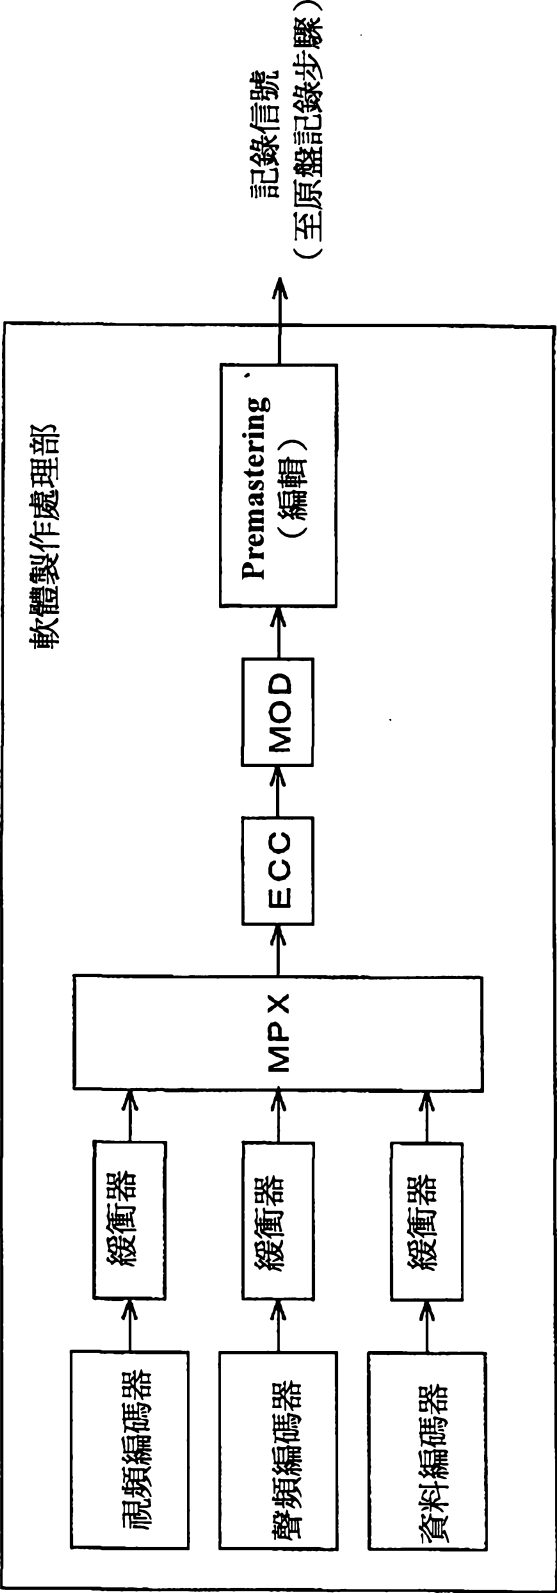 軟體製作處理部
視頻編碼器
緩衝器
聲頻編碼器
緩衝器
資料編碼器
緩衝器
MPX
ECC
MOD
Premastering
（編輯）
記錄信號
（至原盤記錄步驟）